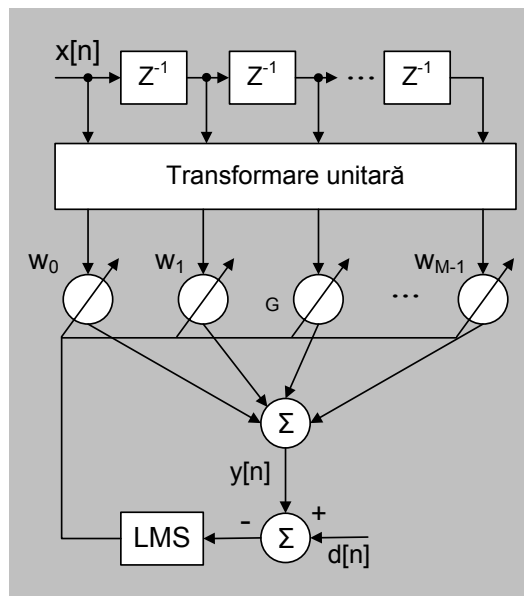 x[n]
Z-1 Z-1 ... Z-1
Transformare unitară
w0 w1 wM-1
G ...
Σ
y[n]
- +
LMS Σ
d[n]